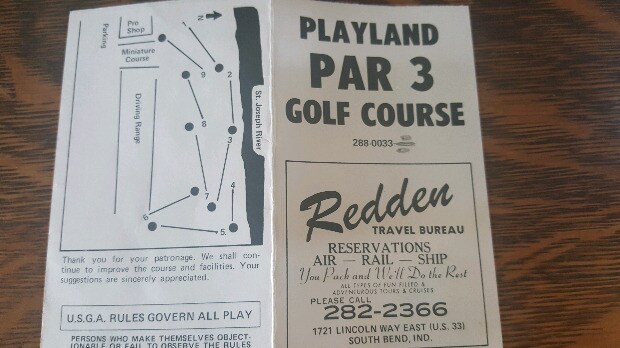 N
Pro
Shop
Parking
Miniature
Course
Driving Range
St. Joseph River
9
2
8
3
7
4
6
5
Thank you for your patronage. We shall con-
tinue to improve the course and facilities. Your
suggestions are sincerely appreciated.
U.S.G.A. RULES GOVERN ALL PLAY
PERSONS WHO MAKE THEMSELVES OBJECT-
IONABLE OR FAIL TO OBSERVE THE RULES
PLAYLAND
PAR 3
GOLF COURSE
288-0033
Redden
TRAVEL BUREAU
RESERVATIONS
AIR — RAIL — SHIP
You Pack and We'll Do the Rest
ALL TYPES OF FUN FILLED &
ADVENTUROUS TOURS & CRUISES
PLEASE CALL
282-2366
1721 LINCOLN WAY EAST (U.S. 33)
SOUTH BEND, IND.